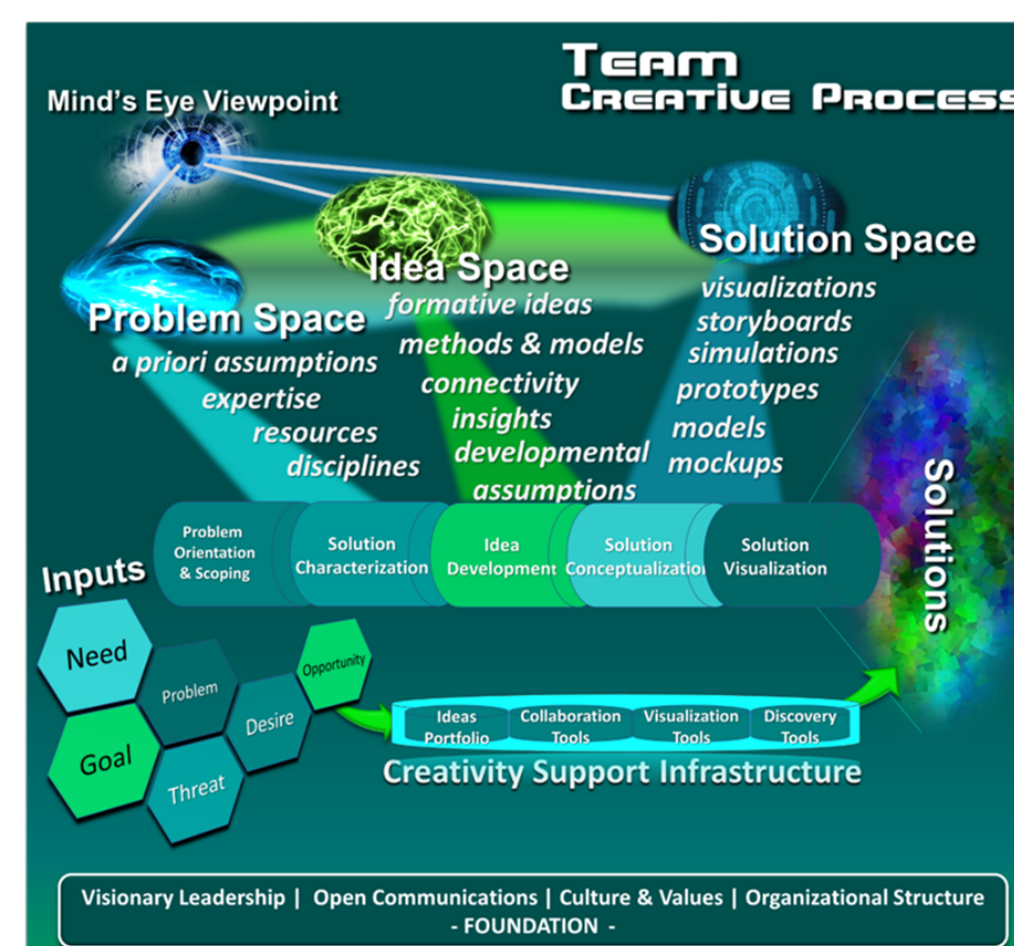 TEAM
CREATIVE PROCESS
Mind's Eye Viewpoint
Problem Space
a priori assumptions
expertise
resources
disciplines
Idea Space
formative ideas
methods & models
connectivity
insights
developmental
assumptions
Solution Space
visualizations
storyboards
simulations
prototypes
models
mockups
Problem
Orientation
& Scoping
Solution
Characterization
Idea
Development
Solution
Conceptualization
Solution
Visualization
Solutions
Inputs
Need
Problem
Opportunity
Goal
Desire
Threat
Ideas
Portfolio
Collaboration
Tools
Visualization
Tools
Discovery
Tools
Creativity Support Infrastructure
Visionary Leadership | Open Communications | Culture & Values | Organizational Structure
- FOUNDATION -